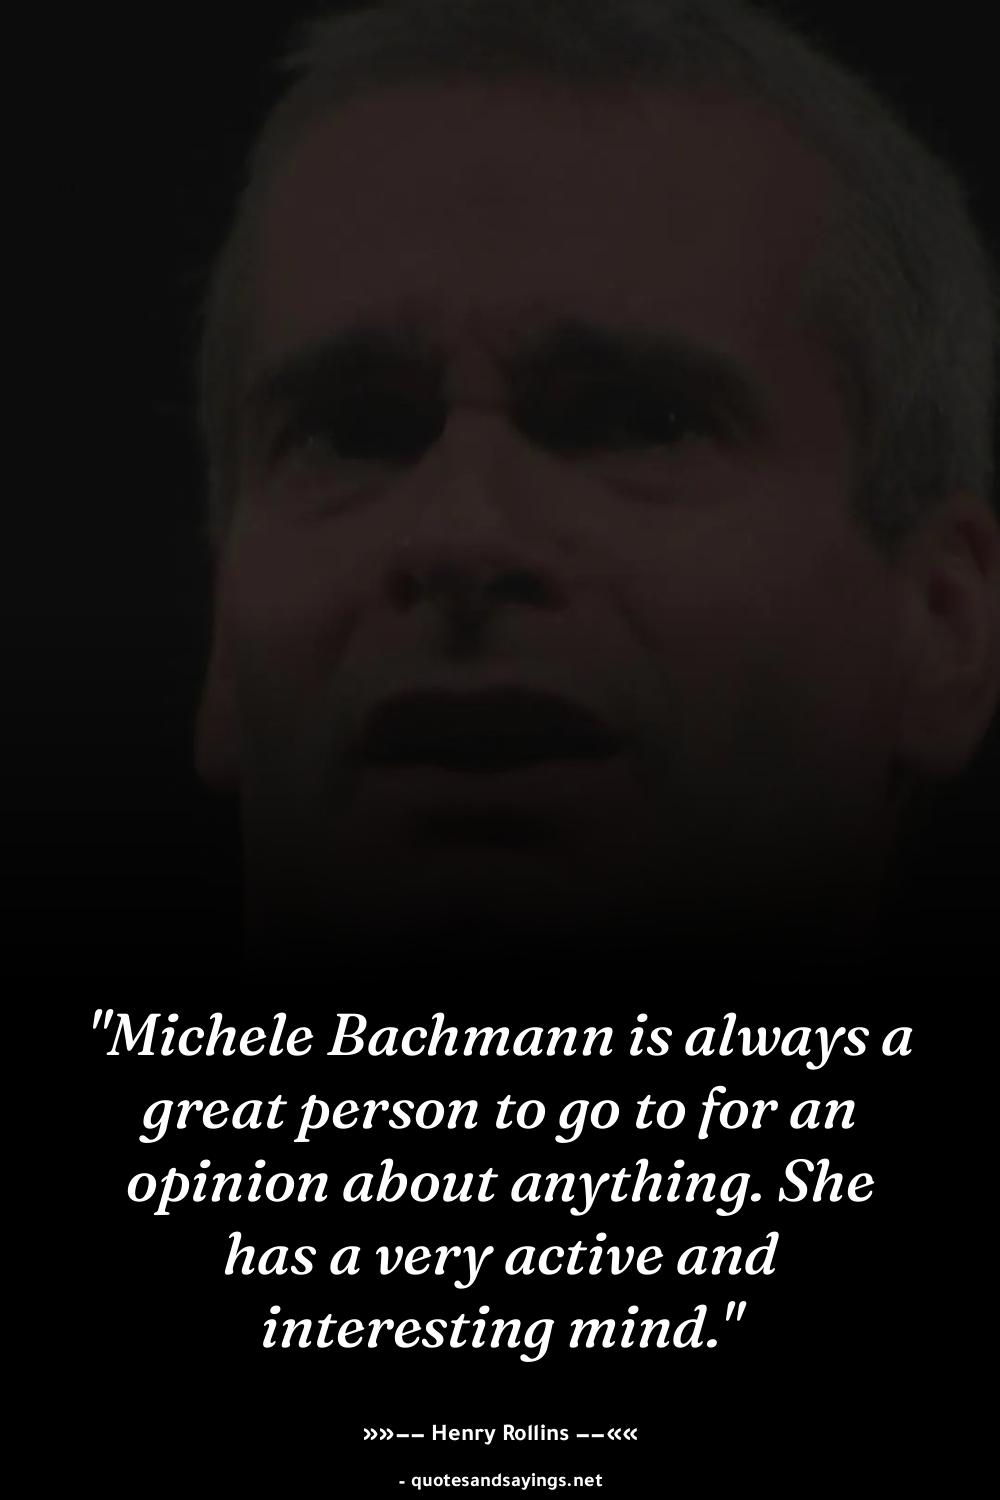 "Michele Bachmann is always a
great person to go to for an
opinion about anything. She
has a very active and
interesting mind."
»»–– Henry Rollins ––««
- quotesandsayings.net